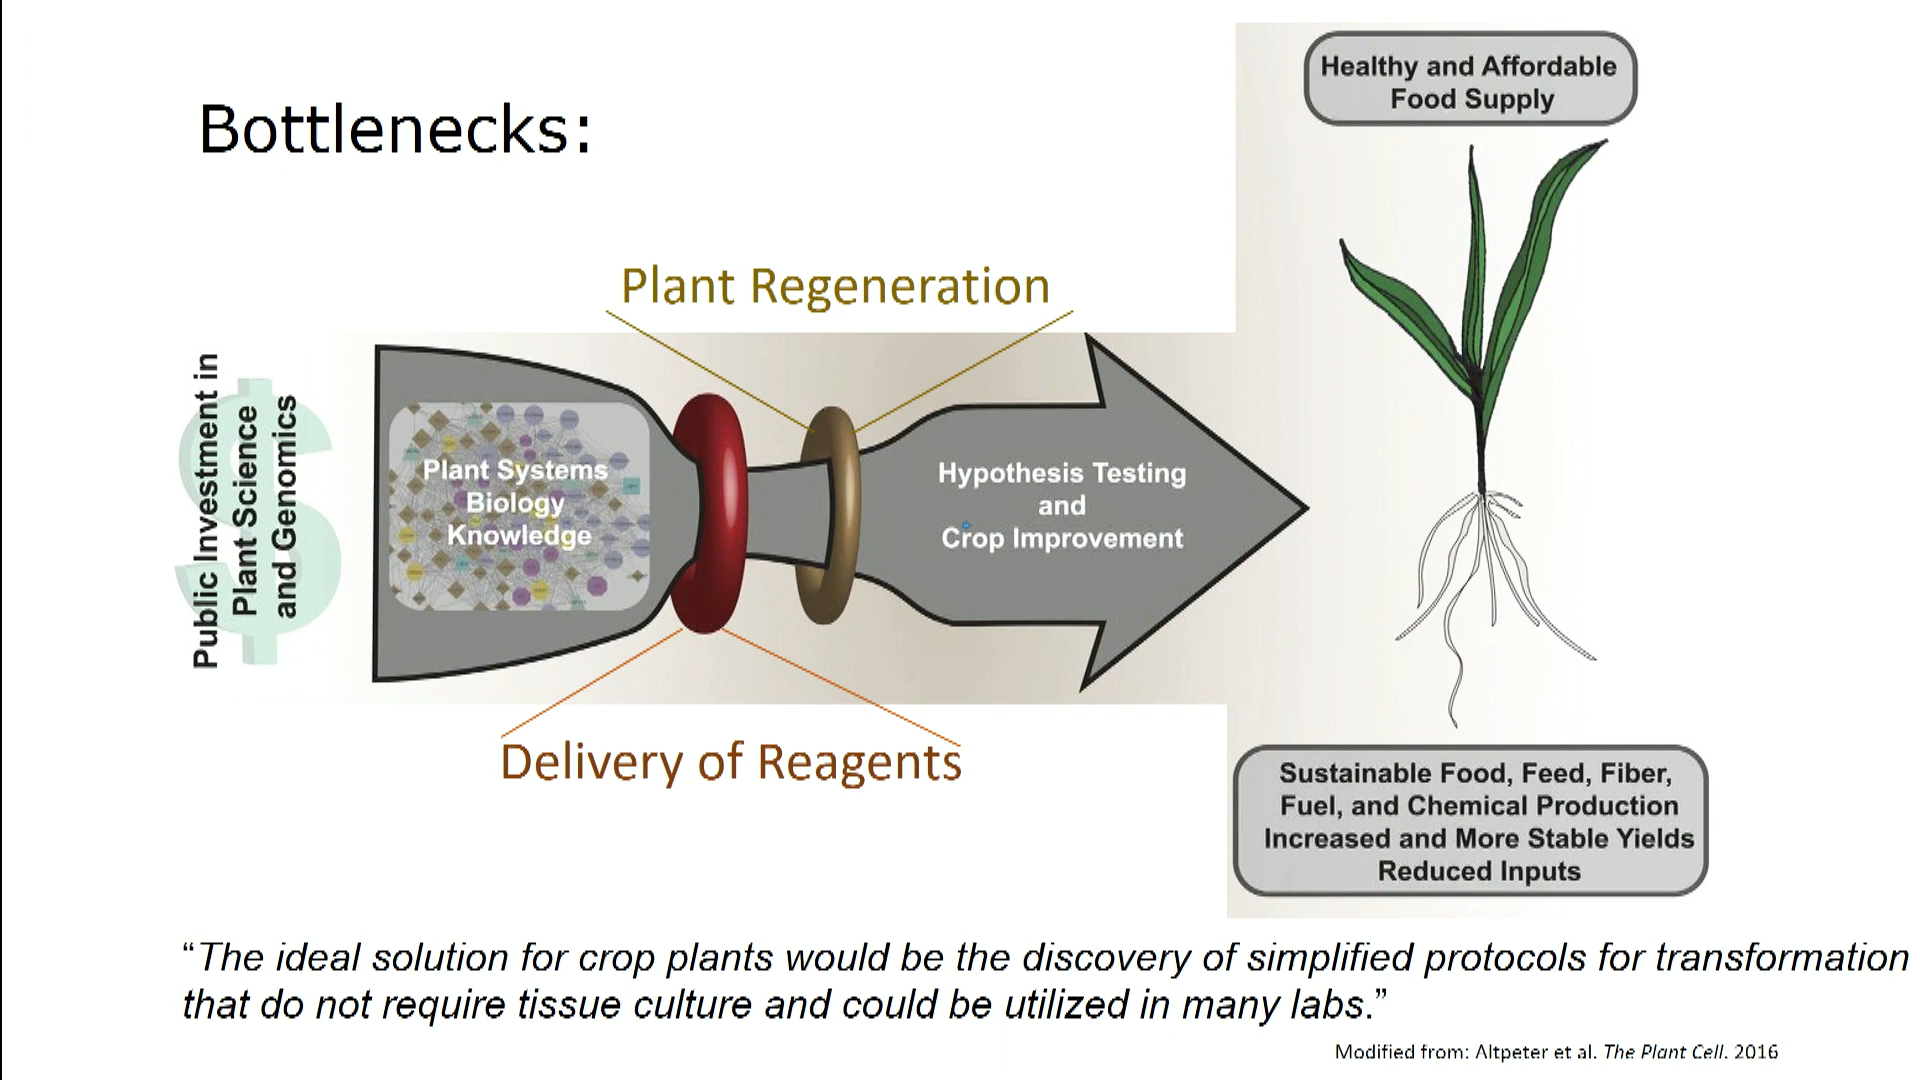 Bottlenecks:
Healthy and Affordable
Food Supply
Plant Regeneration
Public Investment in
Plant Science
and Genomics
Plant Systems
Biology
Knowledge
Hypothesis Testing
and
Crop Improvement
Delivery of Reagents
Sustainable Food, Feed, Fiber,
Fuel, and Chemical Production
Increased and More Stable Yields
Reduced Inputs
“The ideal solution for crop plants would be the discovery of simplified protocols for transformation
that do not require tissue culture and could be utilized in many labs.”
Modified from: Altpeter et al. The Plant Cell. 2016